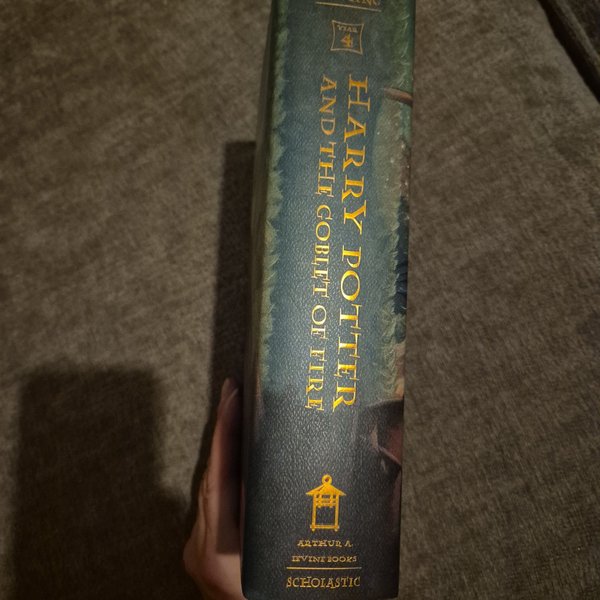 YEAR
4
HARRY POTTER
AND THE GOBLET OF FIRE
ARTHUR A.
LEVINE BOOKS
SCHOLASTIC